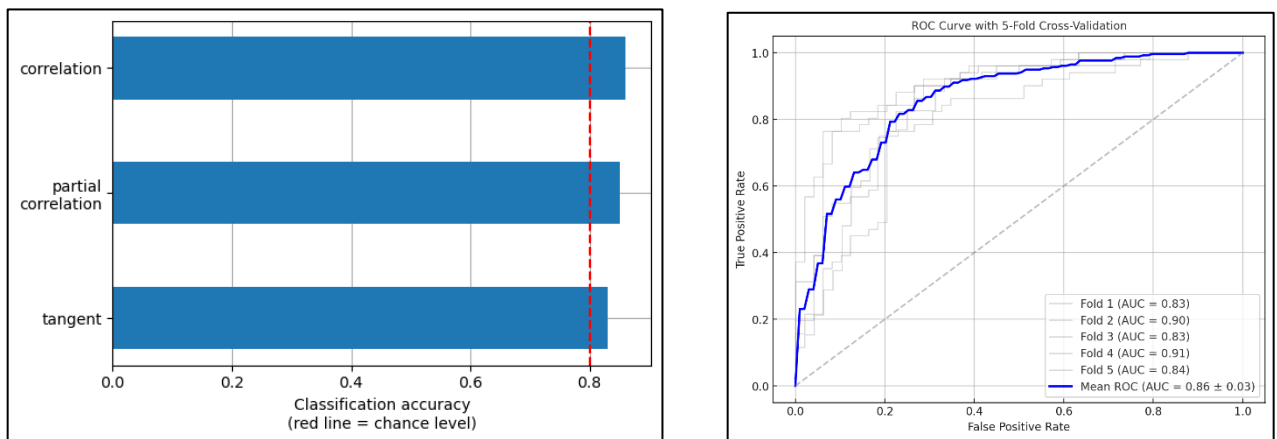 correlation
partial
correlation
tangent
0.0
0.2
0.4
0.6
0.8
Classification accuracy
(red line = chance level)
ROC Curve with 5-Fold Cross-Validation
True Positive Rate
1.0
0.8
0.6
0.4
0.2
0.0
Fold 1 (AUC = 0.83)
Fold 2 (AUC = 0.90)
Fold 3 (AUC = 0.83)
Fold 4 (AUC = 0.91)
Fold 5 (AUC = 0.84)
Mean ROC (AUC = 0.86 ± 0.03)
0.0
0.2
0.4
0.6
0.8
1.0
False Positive Rate